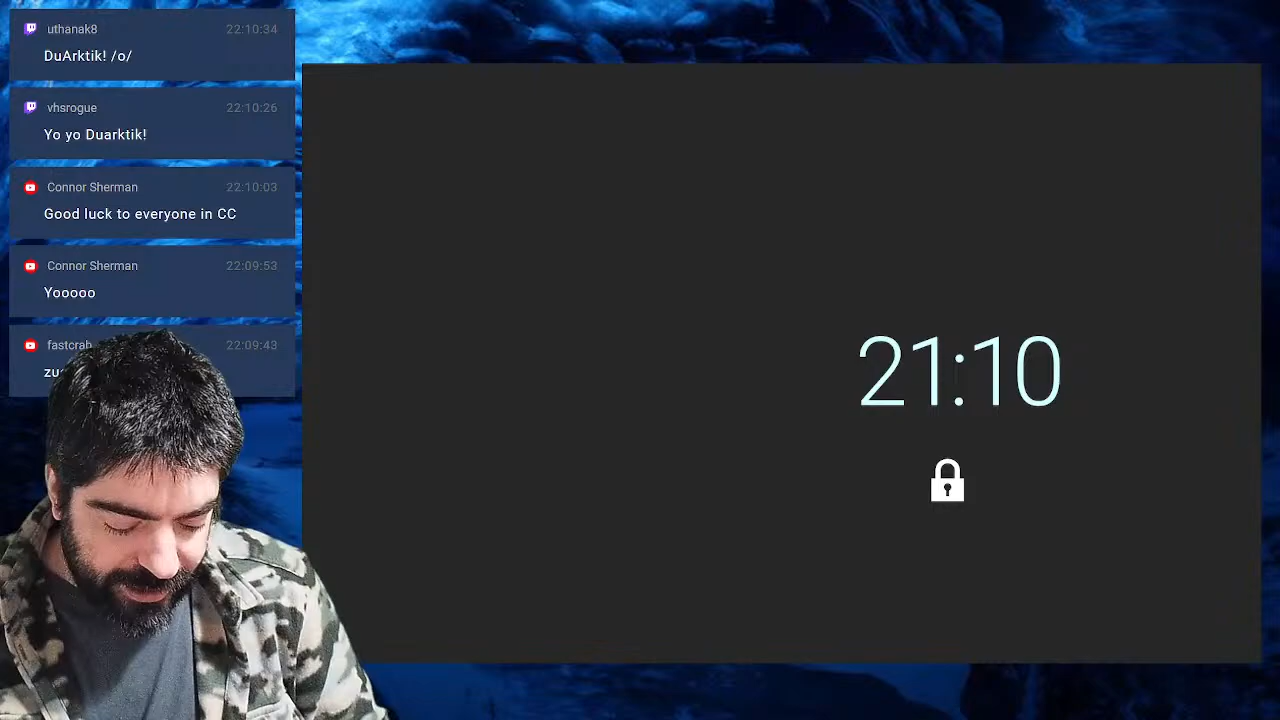 uthanak8 22:10:34
DuArktik! /o/
vhsrogue 22:10:26
Yo yo Duarktik!
Connor Sherman 22:10:03
Good luck to everyone in CC
Connor Sherman 22:09:53
Yooooo
fastcrab 22:09:43
21:10